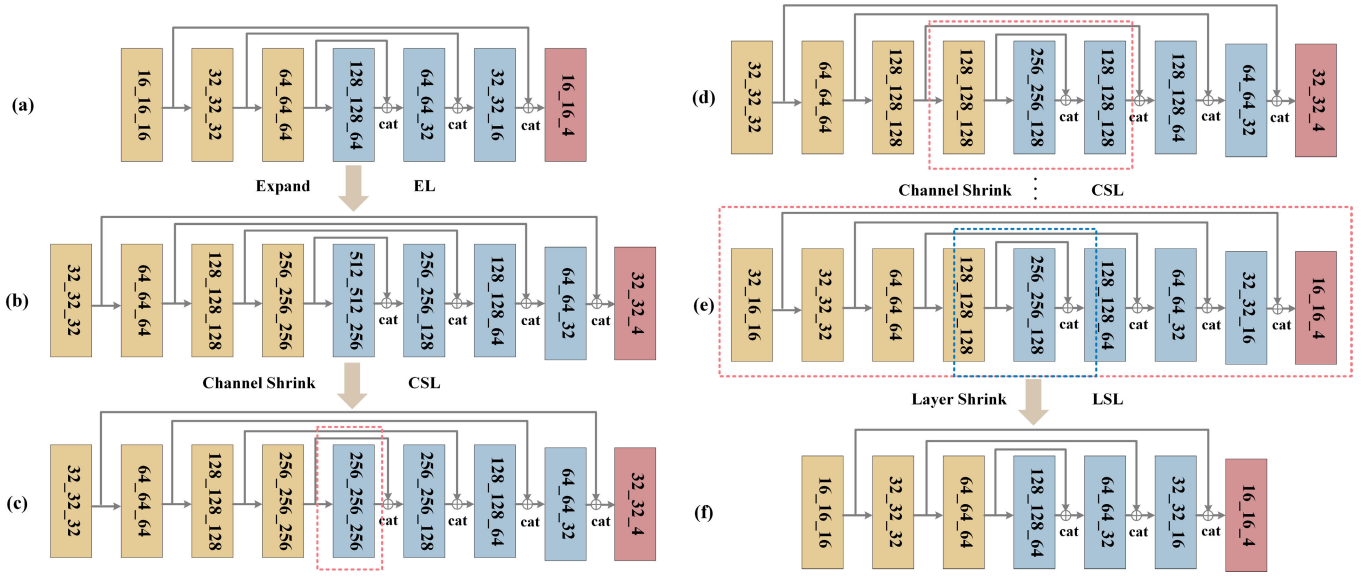 (a)
16_16_16
32_32_32
64_64_64
128_128_64
64_64_32
32_32_16
16_16_4
cat
cat
cat
Expand
EL
(b)
32_32_32
64_64_64
128_128_128
256_256_256
512_512_256
256_256_128
128_128_64
64_64_32
32_32_4
cat
cat
cat
cat
Channel Shrink
CSL
(c)
32_32_32
64_64_64
128_128_128
256_256_256
256_256_256
256_256_128
128_128_64
64_64_32
32_32_4
cat
cat
cat
cat
(d)
32_32_32
64_64_64
128_128_128
128_128_128
256_256_128
128_128_128
128_128_64
64_64_32
32_32_4
cat
cat
cat
cat
Channel Shrink
CSL
(e)
32_16_16
32_32_32
64_64_64
128_128_128
256_256_128
128_128_64
64_64_32
32_32_16
16_16_4
cat
cat
cat
cat
Layer Shrink
LSL
(f)
16_16_16
32_32_32
64_64_64
128_128_64
64_64_32
32_32_16
16_16_4
cat
cat
cat